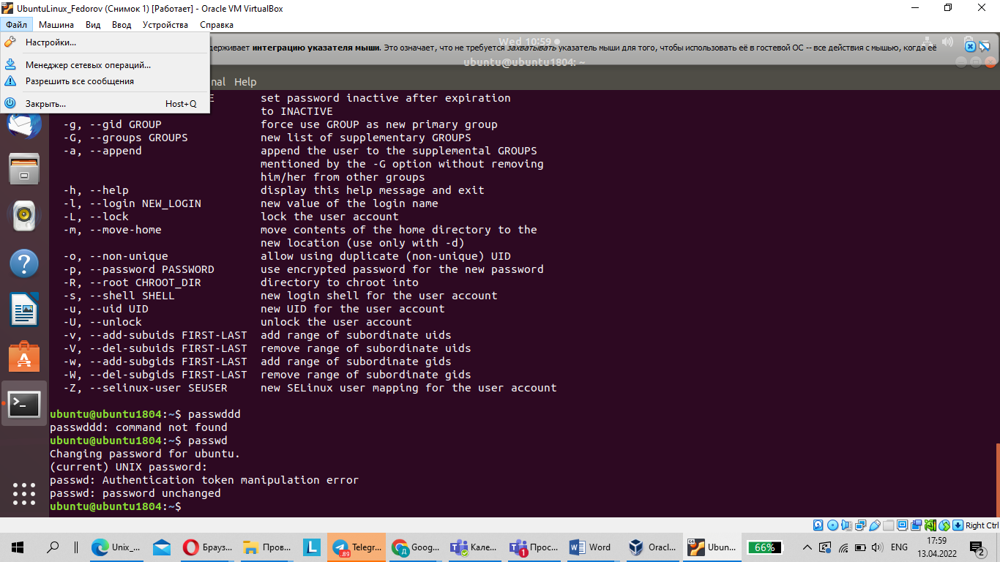 UbuntuLinux_Fedorov (Снимок 1) [Работает] - Oracle VM VirtualBox
Файл Машина Вид Ввод Устройства Справка
Настройки...
Менеджер сетевых операций...
Разрешить все сообщения
Закрыть... Host+Q
Wed 10:59
держивает интеграцию указателя мыши. Это означает, что не требуется захватывать указатель мыши для того, чтобы использовать её в гостевой ОС -- все действия с мышью, когда её
ubuntu@ubuntu1804: ~
nal Help
E set password inactive after expiration
to INACTIVE
-g, --gid GROUP force use GROUP as new primary group
-G, --groups GROUPS new list of supplementary GROUPS
-a, --append append the user to the supplemental GROUPS
mentioned by the -G option without removing
him/her from other groups
-h, --help display this help message and exit
-l, --login NEW_LOGIN new value of the login name
-L, --lock lock the user account
-m, --move-home move contents of the home directory to the
new location (use only with -d)
-o, --non-unique allow using duplicate (non-unique) UID
-p, --password PASSWORD use encrypted password for the new password
-R, --root CHROOT_DIR directory to chroot into
-s, --shell SHELL new login shell for the user account
-u, --uid UID new UID for the user account
-U, --unlock unlock the user account
-v, --add-subuids FIRST-LAST add range of subordinate uids
-V, --del-subuids FIRST-LAST remove range of subordinate uids
-w, --add-subgids FIRST-LAST add range of subordinate gids
-W, --del-subgids FIRST-LAST remove range of subordinate gids
-Z, --selinux-user SEUSER new SELinux user mapping for the user account
ubuntu@ubuntu1804:~$ passwddd
passwddd: command not found
ubuntu@ubuntu1804:~$ passwd
Changing password for ubuntu.
(current) UNIX password:
passwd: Authentication token manipulation error
passwd: password unchanged
ubuntu@ubuntu1804:~$
Right Ctrl
Unix_... Брауз... Пров... L Telegr... .89 Goog... Кале... Прос... 1 Word Oracl... Ubun... 66% ENG 17:59
13.04.2022 2